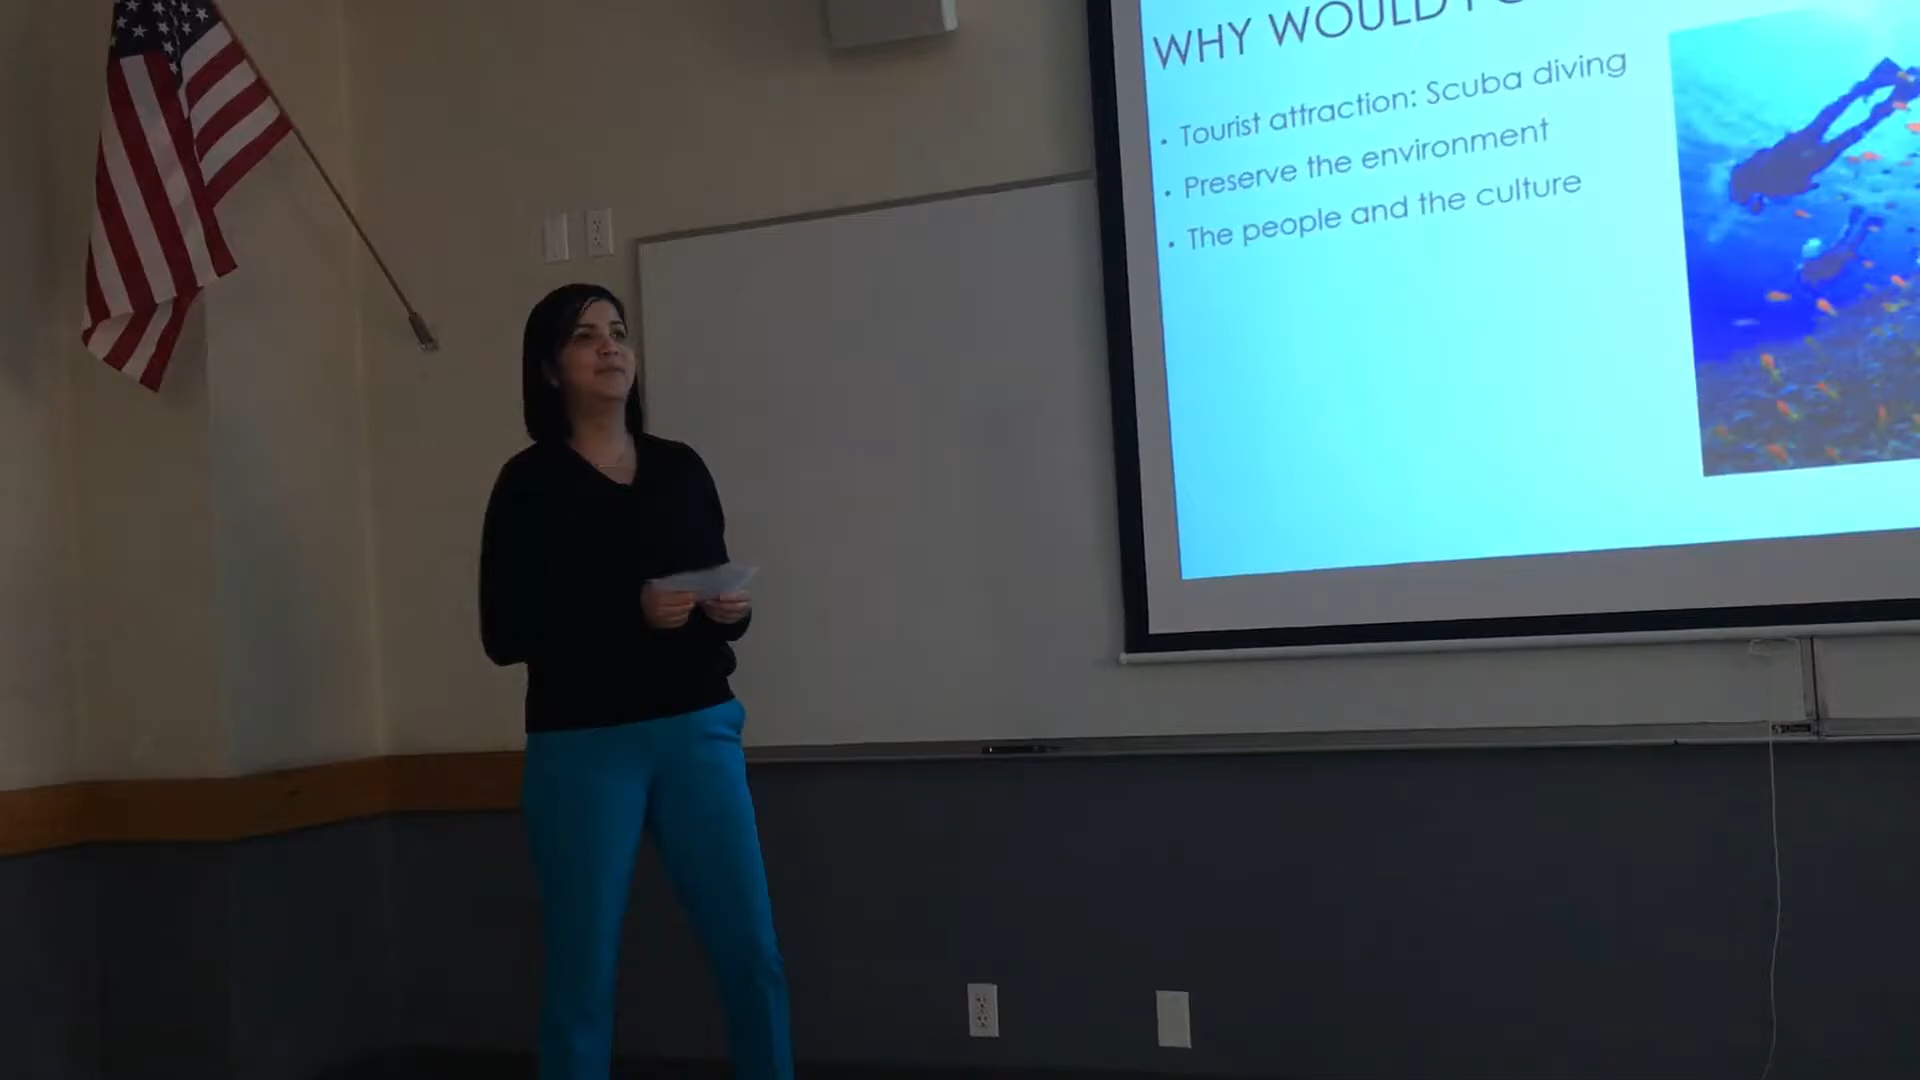 WHY WOULD
• Tourist attraction: Scuba diving
• Preserve the environment
• The people and the culture